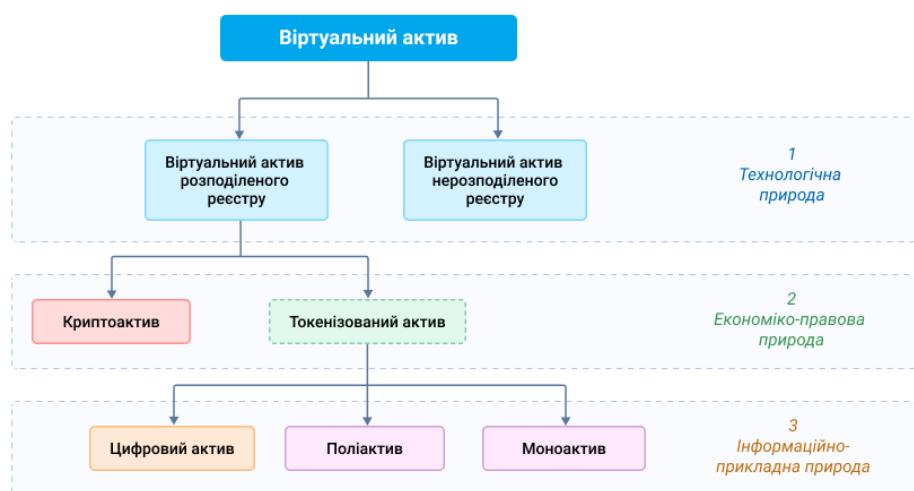 Віртуальний актив
Віртуальний актив
розподіленого
реєстру
Віртуальний актив
нерозподіленого
реєстру
1
Технологічна
природа
Криптоактив
Токенізований актив
2
Економіко-правова
природа
Цифровий актив
Поліактив
Моноактив
3
Інформаційно-
прикладна природа